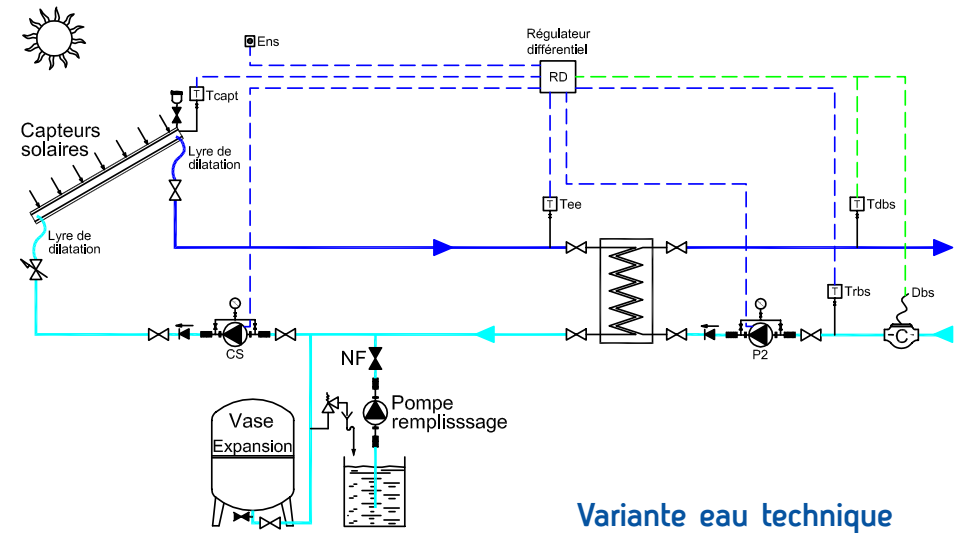 Ens
Régulateur
différentiel
RD
T
Tcapt
Capteurs
solaires
Lyre de
dilatation
Lyre de
dilatation
T
Tee
T
Tdbs
T
Trbs
Dbs
C
CS
P2
NF
Pompe
remplisssage
Vase
Expansion
Variante eau technique